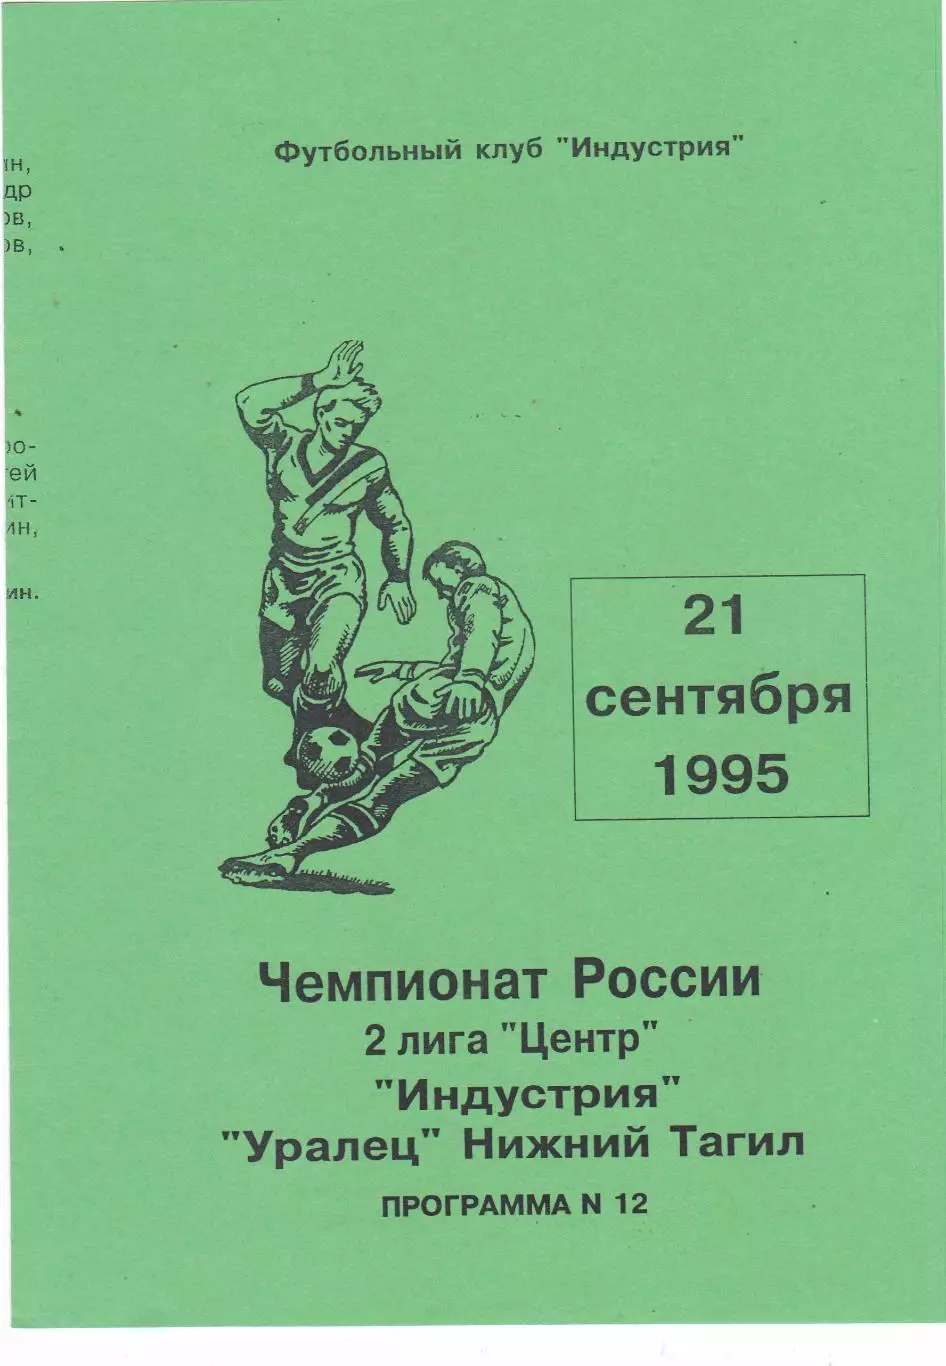 Футбольный клуб "Индустрия"
21
сентября
1995
Чемпионат России
2 лига "Центр"
"Индустрия"
"Уралец" Нижний Тагил
ПРОГРАММА N 12